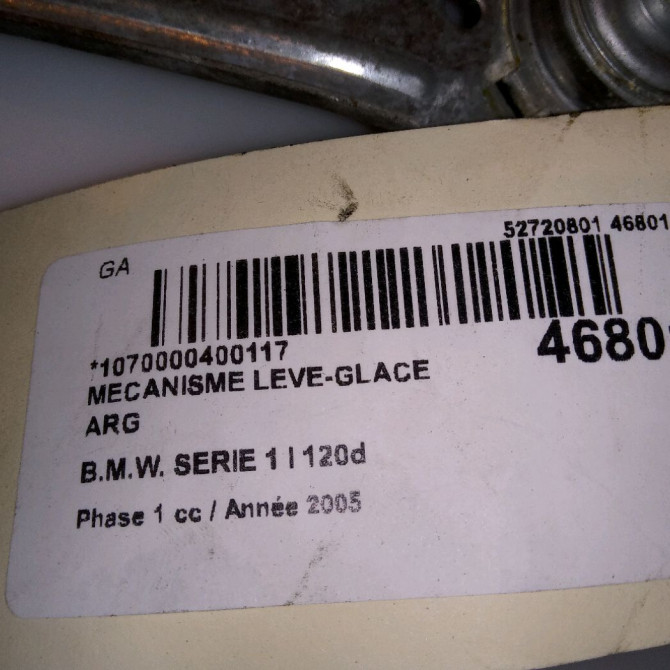 52720801 46801
GA
4680
*1070000400117
MECANISME LEVE-GLACE
ARG
B.M.W. SERIE 1 I 120d
Phase 1 cc / Année 2005